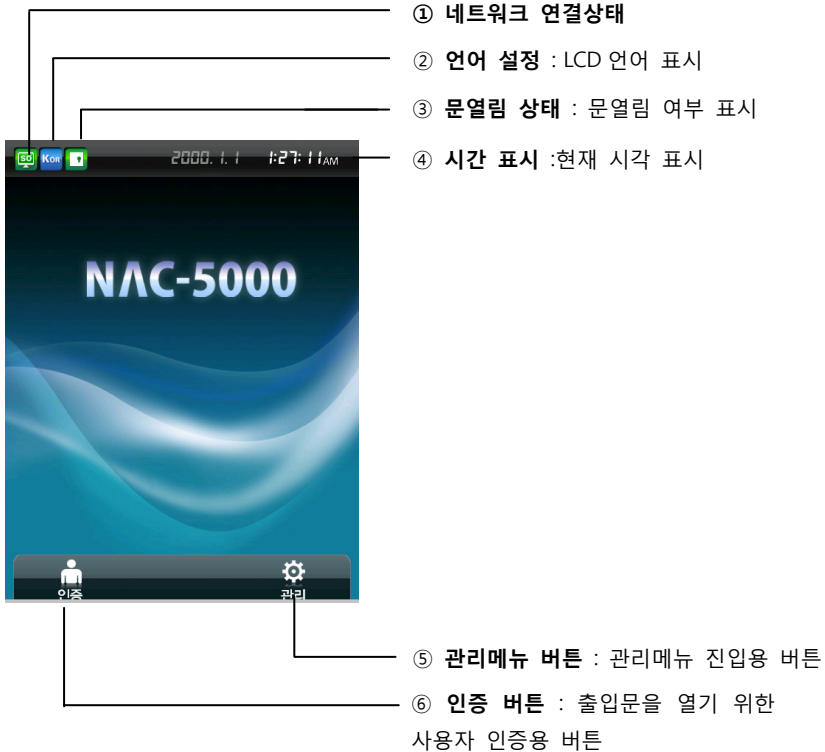 ① 네트워크 연결상태
② 언어 설정 : LCD 언어 표시
③ 문열림 상태 : 문열림 여부 표시
SO KOR 2000. 1. 1 1:27:11AM
④ 시간 표시 :현재 시각 표시
NAC-5000
인증 관리
⑤ 관리메뉴 버튼 : 관리메뉴 진입용 버튼
⑥ 인증 버튼 : 출입문을 열기 위한
사용자 인증용 버튼